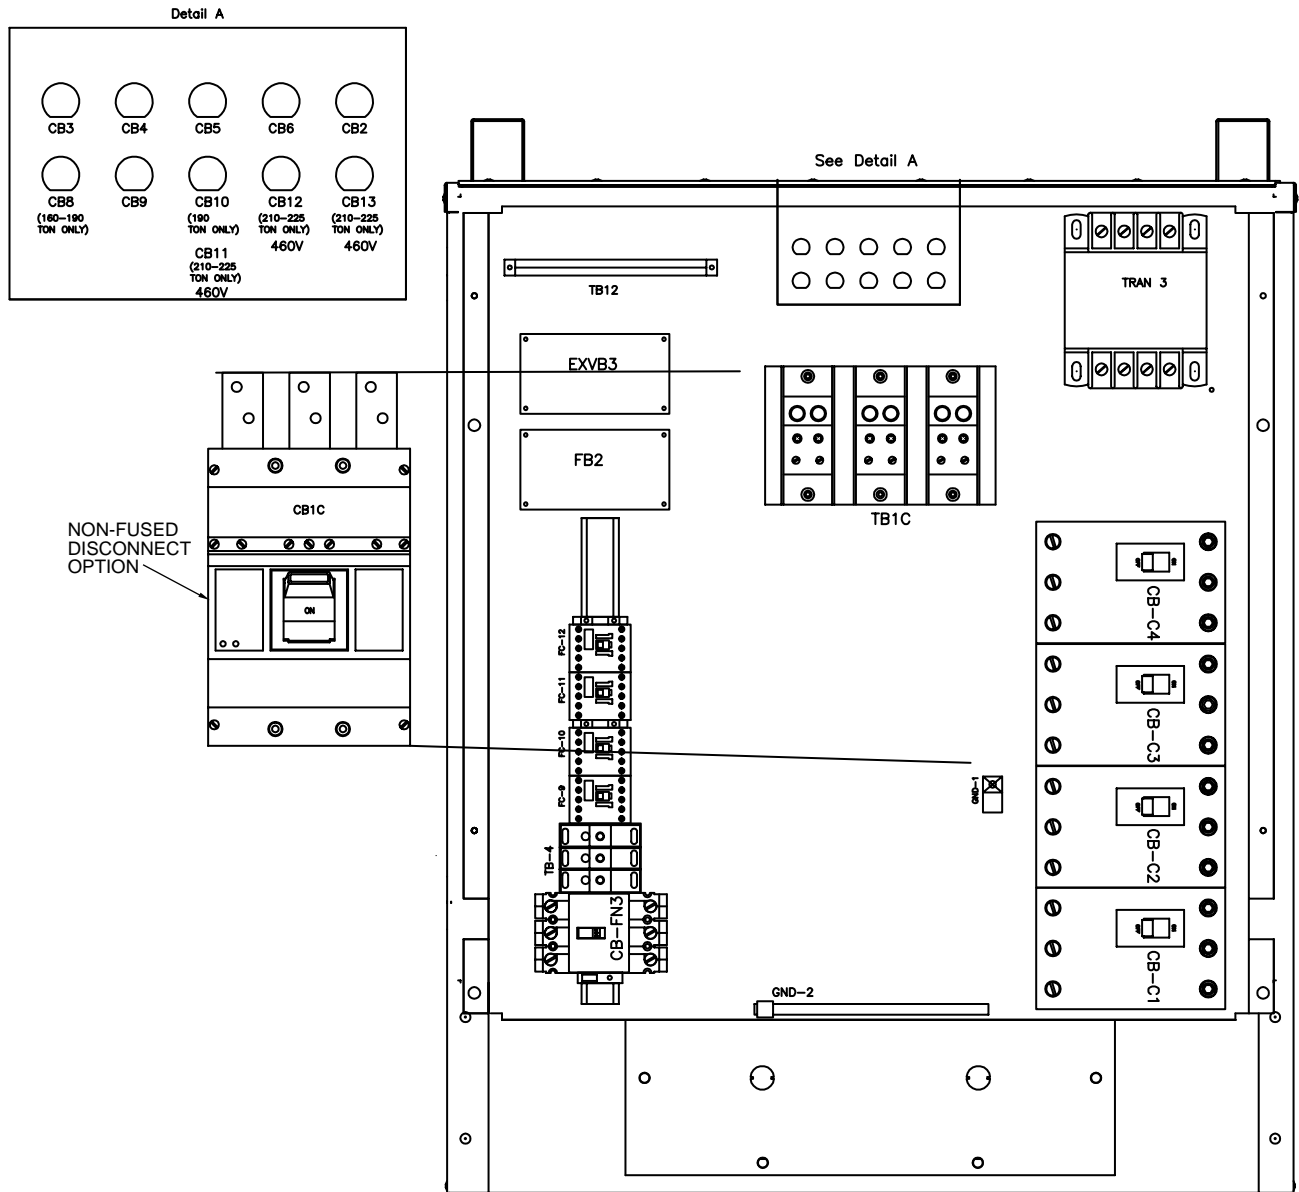 Detail A
CB3 CB4 CB5 CB6 CB2
CB8 CB9 CB10 CB12 CB13
(160-190 (190 (210-225 (210-225
TON ONLY) TON ONLY) TON ONLY) TON ONLY)
460V 460V
CB11
(210-225
TON ONLY)
460V
See Detail A
TB12
TRAN 3
EXVB3
FB2
TB1C
CB1C
NON-FUSED
DISCONNECT
OPTION
ON
FC-12
FC-11
FC-10
FC-9
TB-4
CB-FN3
GND-1
GND-2
CB-C4
CB-C3
CB-C2
CB-C1